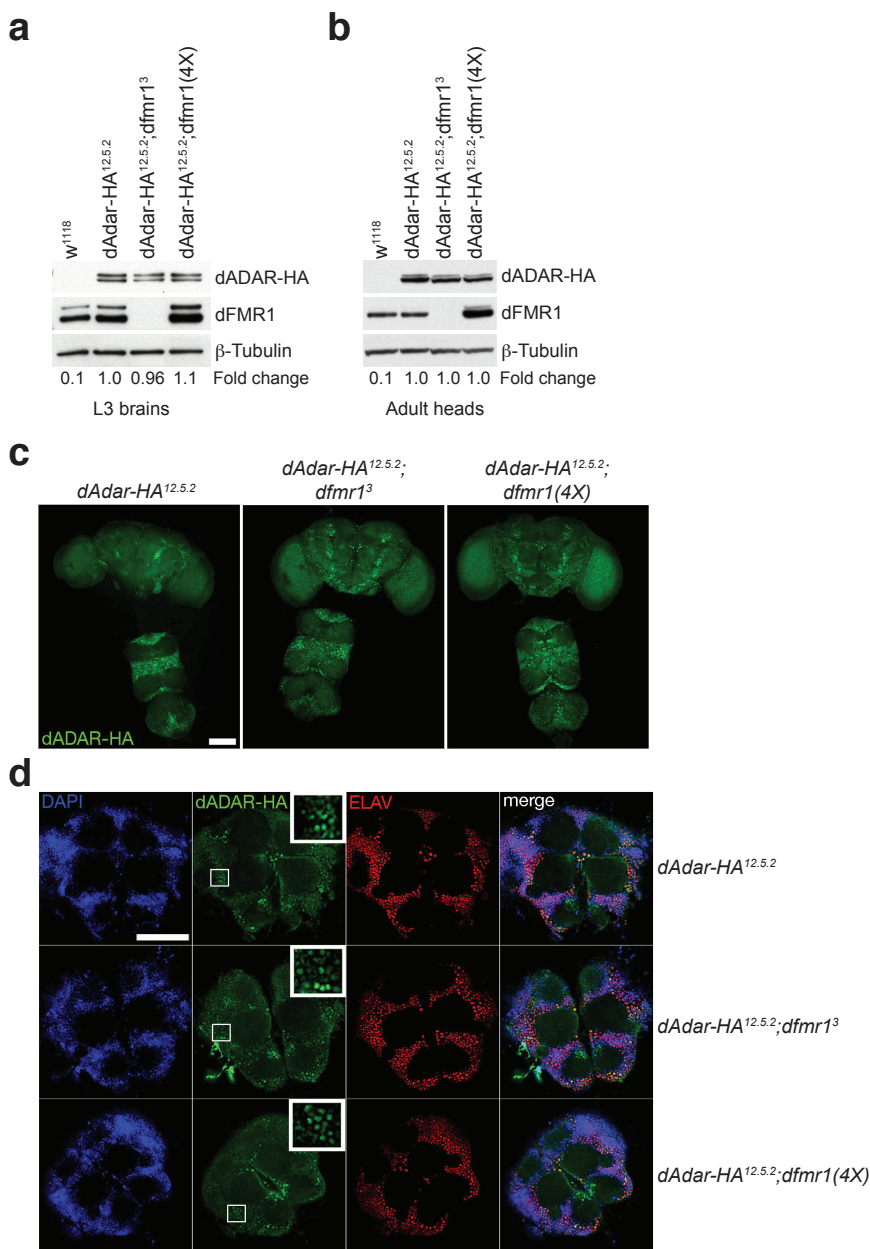 a
w1118
dAdar-HA12.5.2
dAdar-HA12.5.2;dfmr13
dAdar-HA12.5.2;dfmr1(4X)
dADAR-HA
dFMR1
β-Tubulin
0.1 1.0 0.96 1.1 Fold change
L3 brains
b
w1118
dAdar-HA12.5.2
dAdar-HA12.5.2;dfmr13
dAdar-HA12.5.2;dfmr1(4X)
dADAR-HA
dFMR1
β-Tubulin
0.1 1.0 1.0 1.0 Fold change
Adult heads
c
dAdar-HA12.5.2
dAdar-HA12.5.2;
dfmr13
dAdar-HA12.5.2;
dfmr1(4X)
dADAR-HA
d
DAPI dADAR-HA ELAV merge
dAdar-HA12.5.2
dAdar-HA12.5.2;dfmr13
dAdar-HA12.5.2;dfmr1(4X)